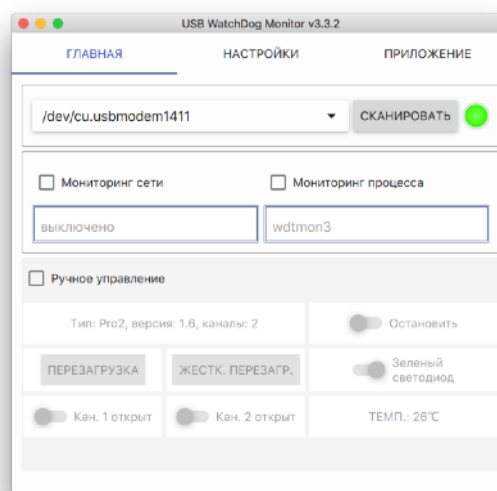 USB WatchDog Monitor v3.3.2
ГЛАВНАЯ НАСТРОЙКИ ПРИЛОЖЕНИЕ
/dev/cu.usbmodem1411 СКАНИРОВАТЬ
Мониторинг сети Мониторинг процесса
выключено wdtmon3
Ручное управление
Тип: Pro2, версия: 1.6, каналы: 2 Остановить
ПЕРЕЗАГРУЗКА ЖЕСТК. ПЕРЕЗАГР. Зеленый
светодиод
Кан. 1 открыт Кан. 2 открыт ТЕМП.: 26℃